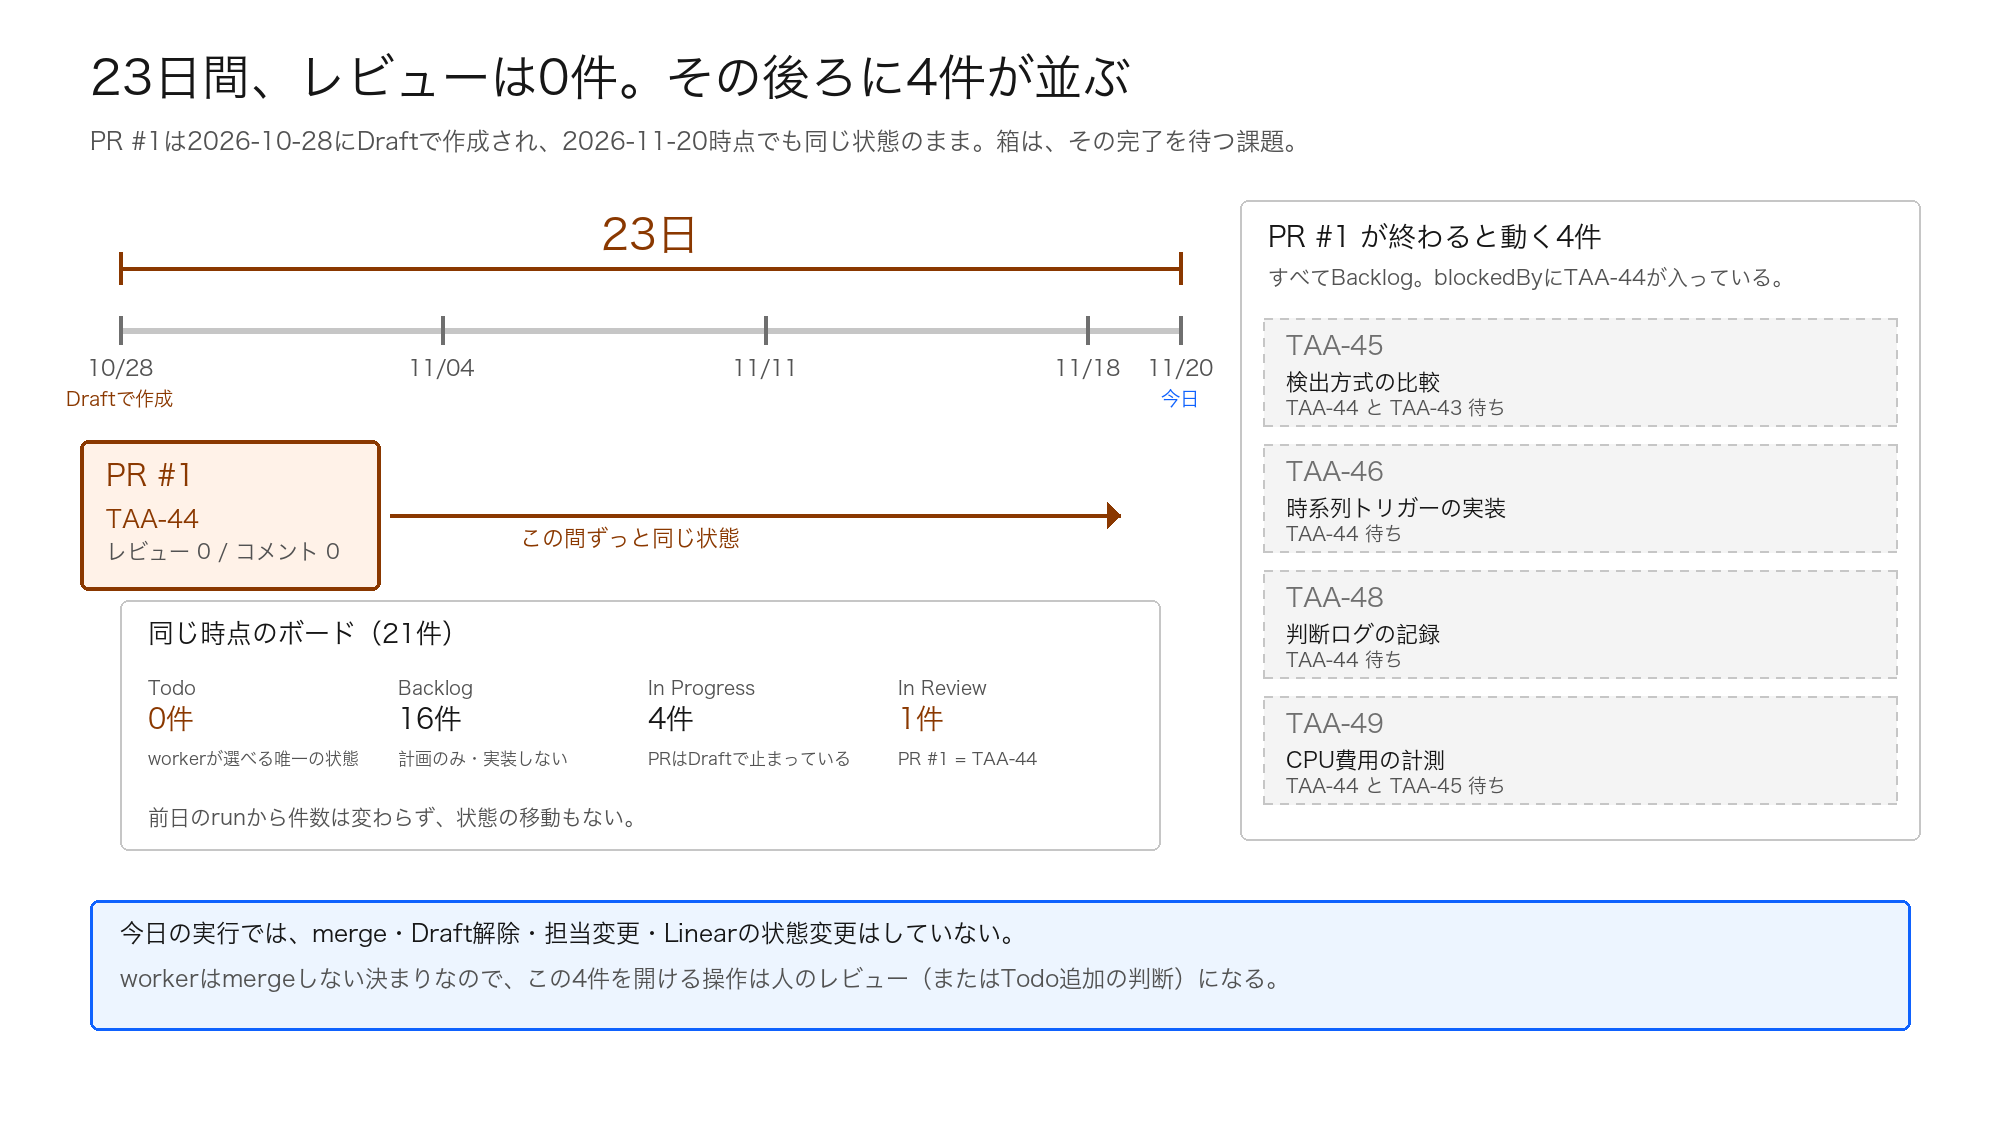 23日間、レビューは0件。その後ろに4件が並ぶ
PR #1は2026-10-28にDraftで作成され、2026-11-20時点でも同じ状態のまま。箱は、その完了を待つ課題。
23日
10/28
11/04
11/11
11/18
11/20
Draftで作成
今日
PR #1
TAA-44
レビュー 0 / コメント 0
この間ずっと同じ状態
同じ時点のボード（21件）
Todo
0件
workerが選べる唯一の状態
Backlog
16件
計画のみ・実装しない
In Progress
4件
PRはDraftで止まっている
In Review
1件
PR #1 = TAA-44
前日のrunから件数は変わらず、状態の移動もない。
PR #1 が終わると動く4件
すべてBacklog。blockedByにTAA-44が入っている。
TAA-45
検出方式の比較
TAA-44 と TAA-43 待ち
TAA-46
時系列トリガーの実装
TAA-44 待ち
TAA-48
判断ログの記録
TAA-44 待ち
TAA-49
CPU費用の計測
TAA-44 と TAA-45 待ち
今日の実行では、merge・Draft解除・担当変更・Linearの状態変更はしていない。
workerはmergeしない決まりなので、この4件を開ける操作は人のレビュー（またはTodo追加の判断）になる。